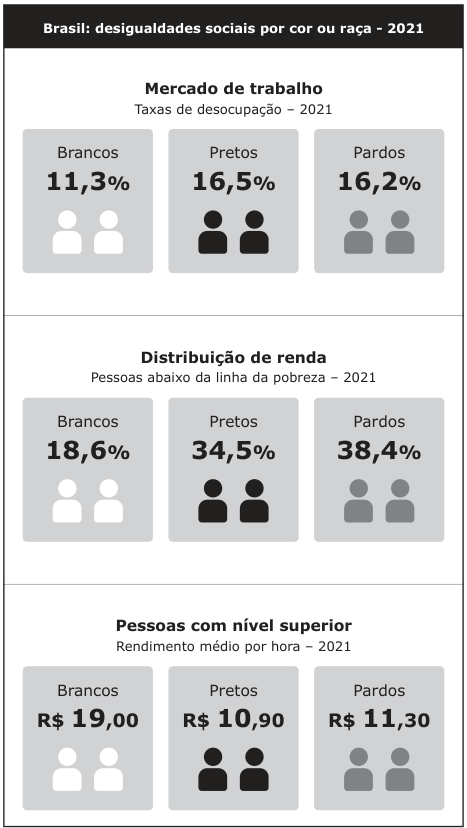 Brasil: desigualdades sociais por cor ou raça - 2021
Mercado de trabalho
Taxas de desocupação – 2021
Brancos
11,3%
Pretos
16,5%
Pardos
16,2%
Distribuição de renda
Pessoas abaixo da linha da pobreza – 2021
Brancos
18,6%
Pretos
34,5%
Pardos
38,4%
Pessoas com nível superior
Rendimento médio por hora – 2021
Brancos
R$ 19,00
Pretos
R$ 10,90
Pardos
R$ 11,30